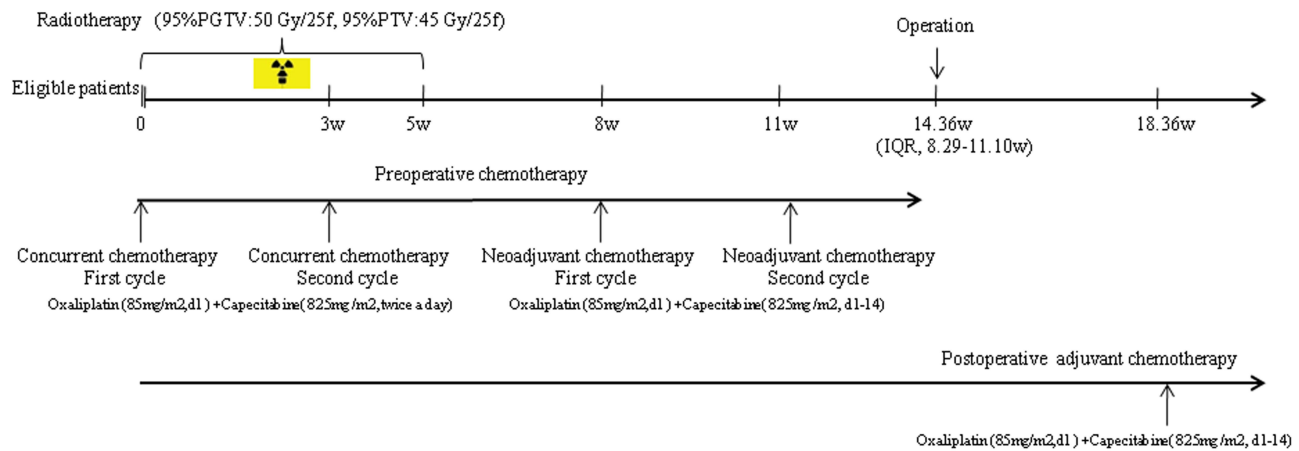 Radiotherapy (95%PGTV:50 Gy/25f, 95%PTV:45 Gy/25f)
Operation
Eligible patients
0 3w 5w 8w 11w 14.36w 18.36w
(IQR, 8.29-11.10w)
Preoperative chemotherapy
Concurrent chemotherapy Concurrent chemotherapy Neoadjuvant chemotherapy Neoadjuvant chemotherapy
First cycle Second cycle First cycle Second cycle
Oxaliplatin(85mg/m2,d1)+Capecitabine(825mg/m2,twice a day) Oxaliplatin(85mg/m2,d1)+Capecitabine(825mg/m2, d1-14)
Postoperative adjuvant chemotherapy
Oxaliplatin(85mg/m2,d1)+Capecitabine(825mg/m2, d1-14)